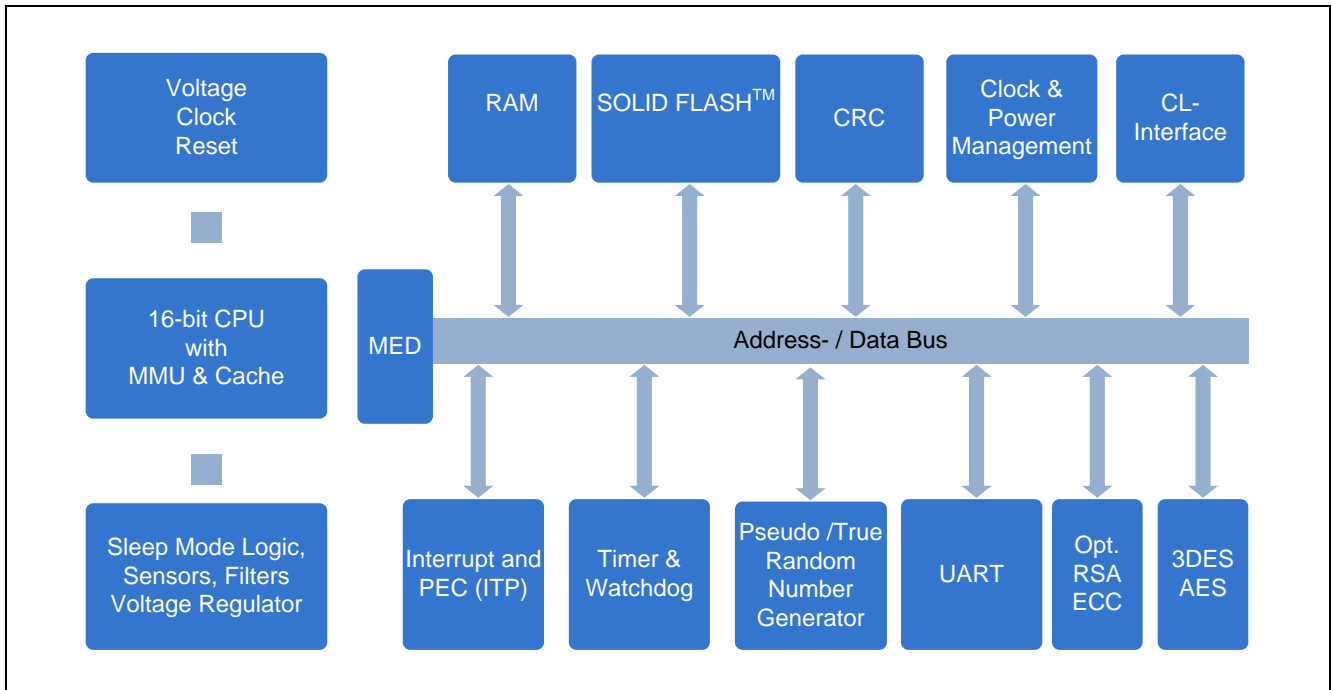 Voltage
Clock
Reset
RAM
SOLID FLASH™
CRC
Clock &
Power
Management
CL-
Interface
16-bit CPU
with
MMU & Cache
MED
Address- / Data Bus
Sleep Mode Logic,
Sensors, Filters
Voltage Regulator
Interrupt and
PEC (ITP)
Timer &
Watchdog
Pseudo /True
Random
Number
Generator
UART
Opt.
RSA
ECC
3DES
AES